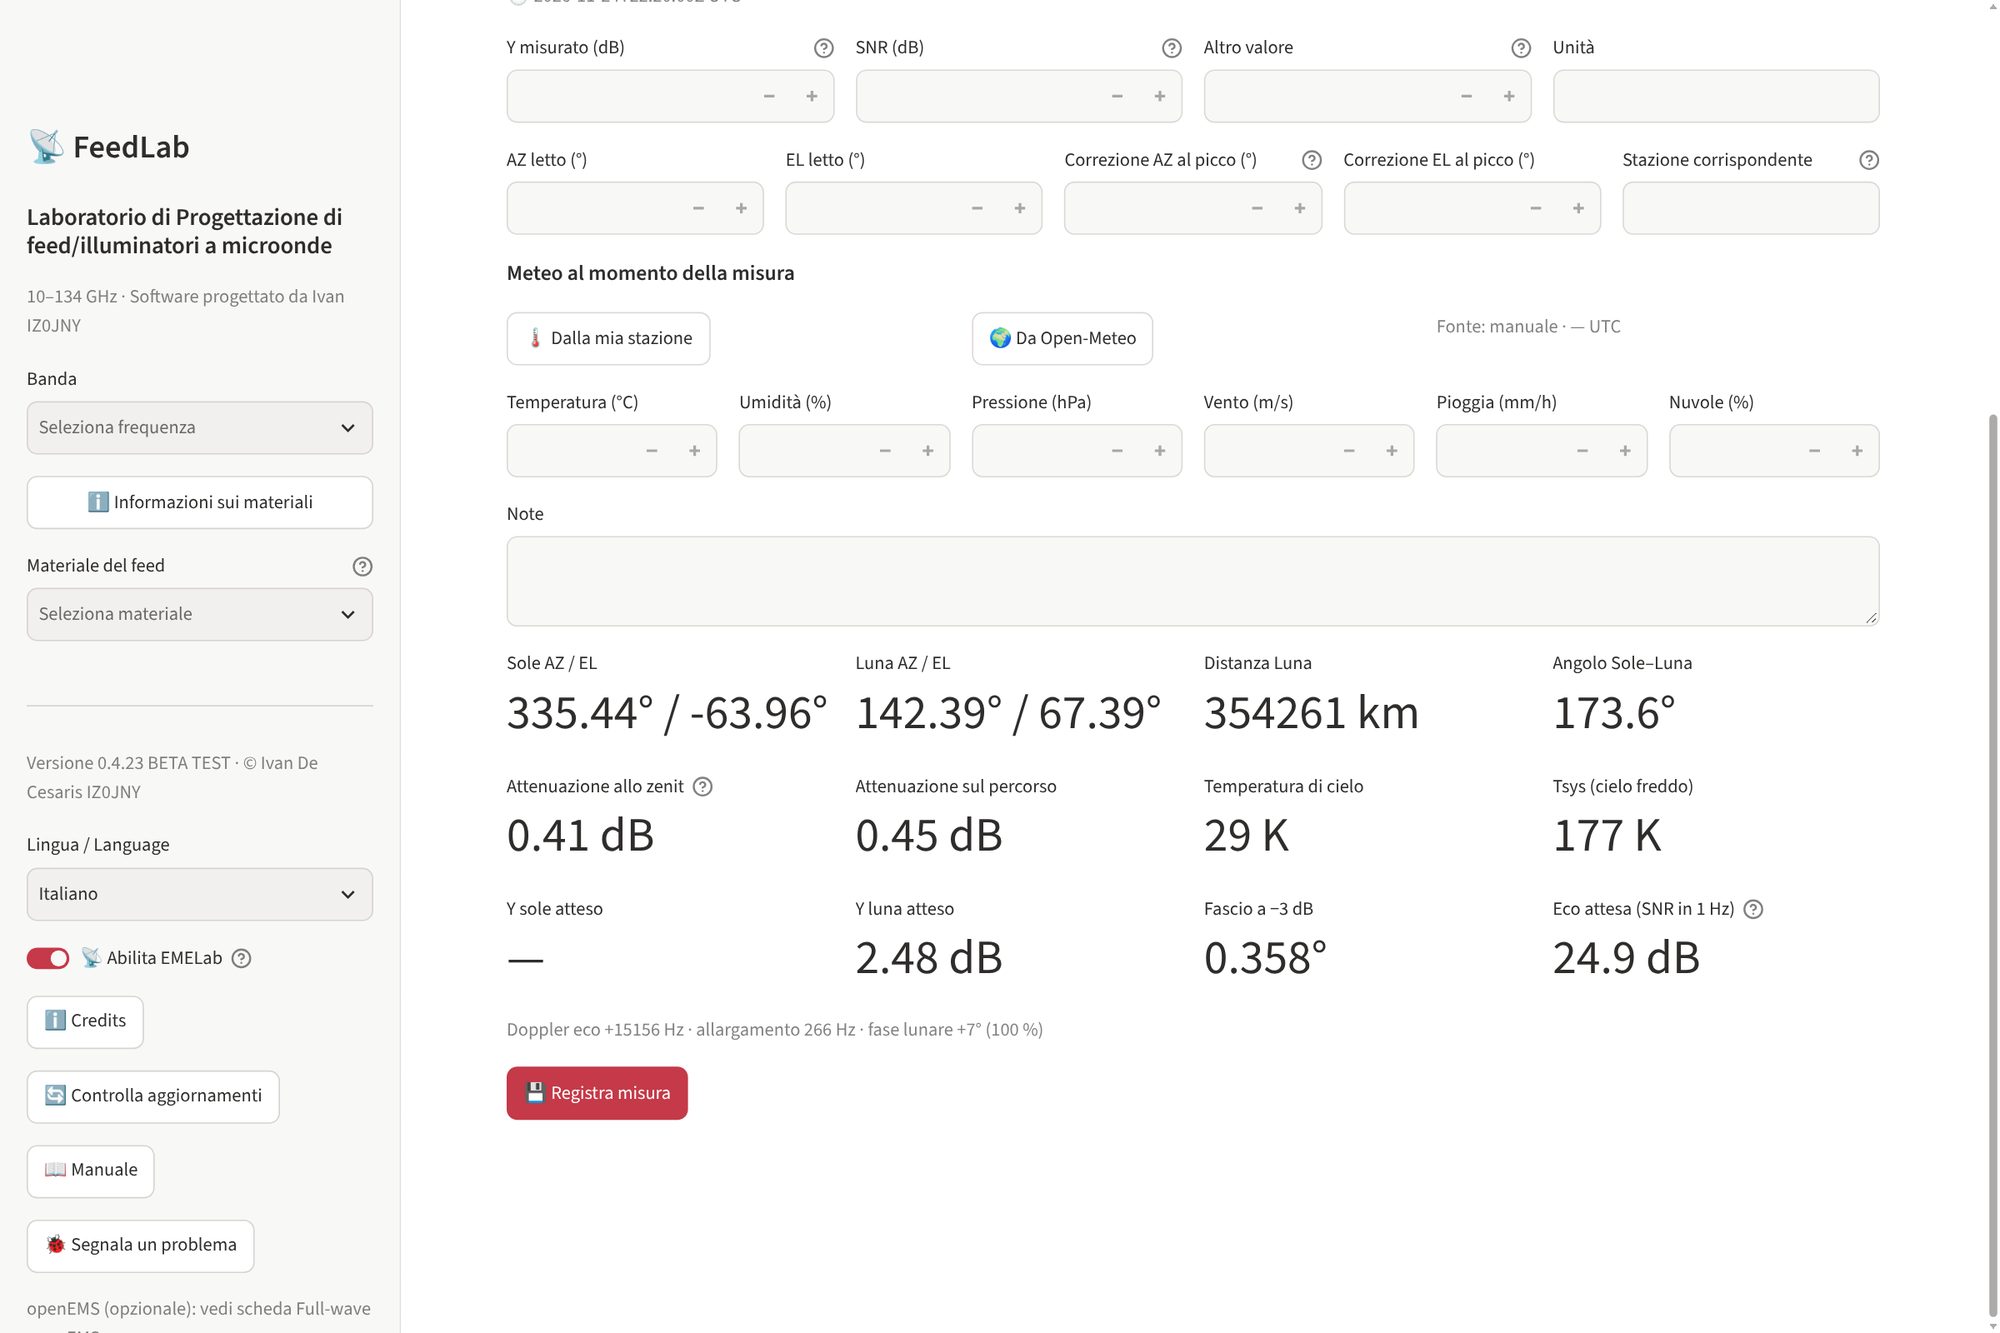 FeedLab
Laboratorio di Progettazione di
feed/illuminatori a microonde
10–134 GHz · Software progettato da Ivan
IZ0JNY
Banda
Seleziona frequenza
Informazioni sui materiali
Materiale del feed
Seleziona materiale
Versione 0.4.23 BETA TEST · © Ivan De
Cesaris IZ0JNY
Lingua / Language
Italiano
Abilita EMELab
Credits
Controlla aggiornamenti
Manuale
Segnala un problema
openEMS (opzionale): vedi scheda Full-wave
Y misurato (dB)
SNR (dB)
Altro valore
Unità
AZ letto (°)
EL letto (°)
Correzione AZ al picco (°)
Correzione EL al picco (°)
Stazione corrispondente
Meteo al momento della misura
Dalla mia stazione
Da Open-Meteo
Fonte: manuale · — UTC
Temperatura (°C)
Umidità (%)
Pressione (hPa)
Vento (m/s)
Pioggia (mm/h)
Nuvole (%)
Note
Sole AZ / EL
335.44° / -63.96°
Luna AZ / EL
142.39° / 67.39°
Distanza Luna
354261 km
Angolo Sole–Luna
173.6°
Attenuazione allo zenit
0.41 dB
Attenuazione sul percorso
0.45 dB
Temperatura di cielo
29 K
Tsys (cielo freddo)
177 K
Y sole atteso
—
Y luna atteso
2.48 dB
Fascio a −3 dB
0.358°
Eco attesa (SNR in 1 Hz)
24.9 dB
Doppler eco +15156 Hz · allargamento 266 Hz · fase lunare +7° (100 %)
Registra misura